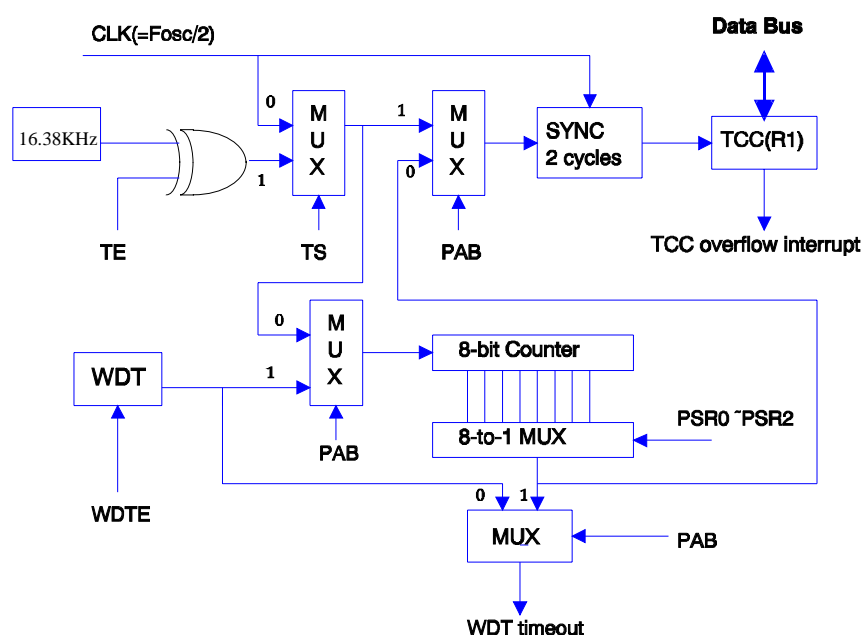 CLK(=Fosc/2)
Data Bus
0
M
U
X
1
M
U
X
SYNC
2 cycles
TCC(R1)
16.38KHz
1
0
TE
TS
PAB
TCC overflow interrupt
0
M
U
X
8-bit Counter
WDT
1
8-to-1 MUX
PSR0 ~PSR2
PAB
WDTE
0
1
MUX
PAB
WDT timeout